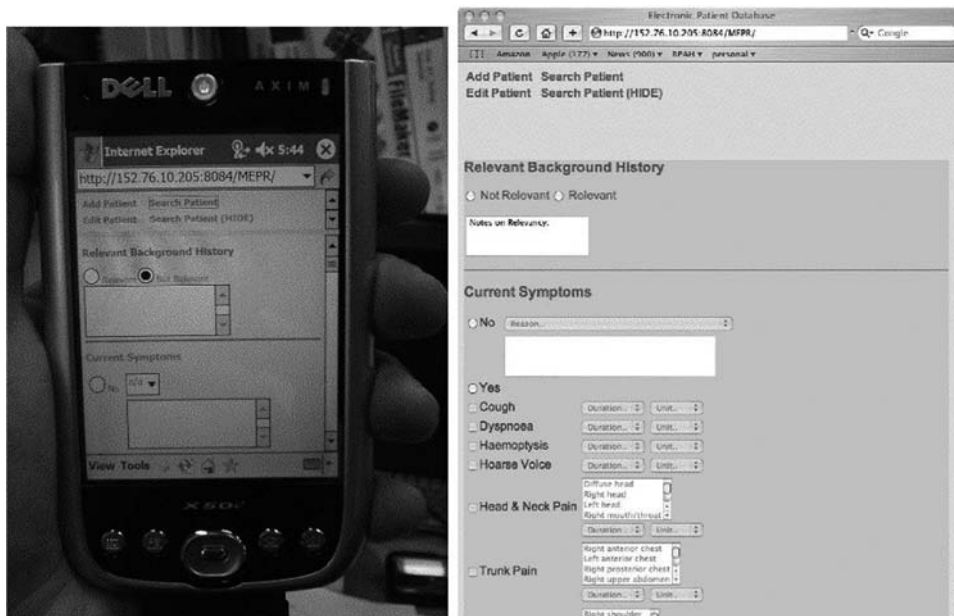 DELL
AXIM
FileMaker
Internet Explorer
5:44
http://152.76.10.205:8084/MEPR/
Add Patient Search Patient
Edit Patient Search Patient (HIDE)
Relevant Background History
Relevant Not Relevant
Current Symptoms
No n/a
View Tools
X50v
Electronic Patient Database
http://152.76.10.205:8084/MEPR/
Google
Amazon Apple (177) News (900) RPAH personal
Add Patient Search Patient
Edit Patient Search Patient (HIDE)
Relevant Background History
Not Relevant Relevant
Notes on Relevancy.
Current Symptoms
No Reason...
Yes
Cough Duration... Unit...
Dyspnoea Duration... Unit...
Haemoptysis Duration... Unit...
Hoarse Voice Duration... Unit...
Diffuse head
Right head
Head & Neck Pain Left head
Right mouth/throat
Duration... Unit...
Right anterior chest
Left anterior chest
Trunk Pain Right prosterior chest
Right upper abdomen
Duration... Unit...
Right shoulder